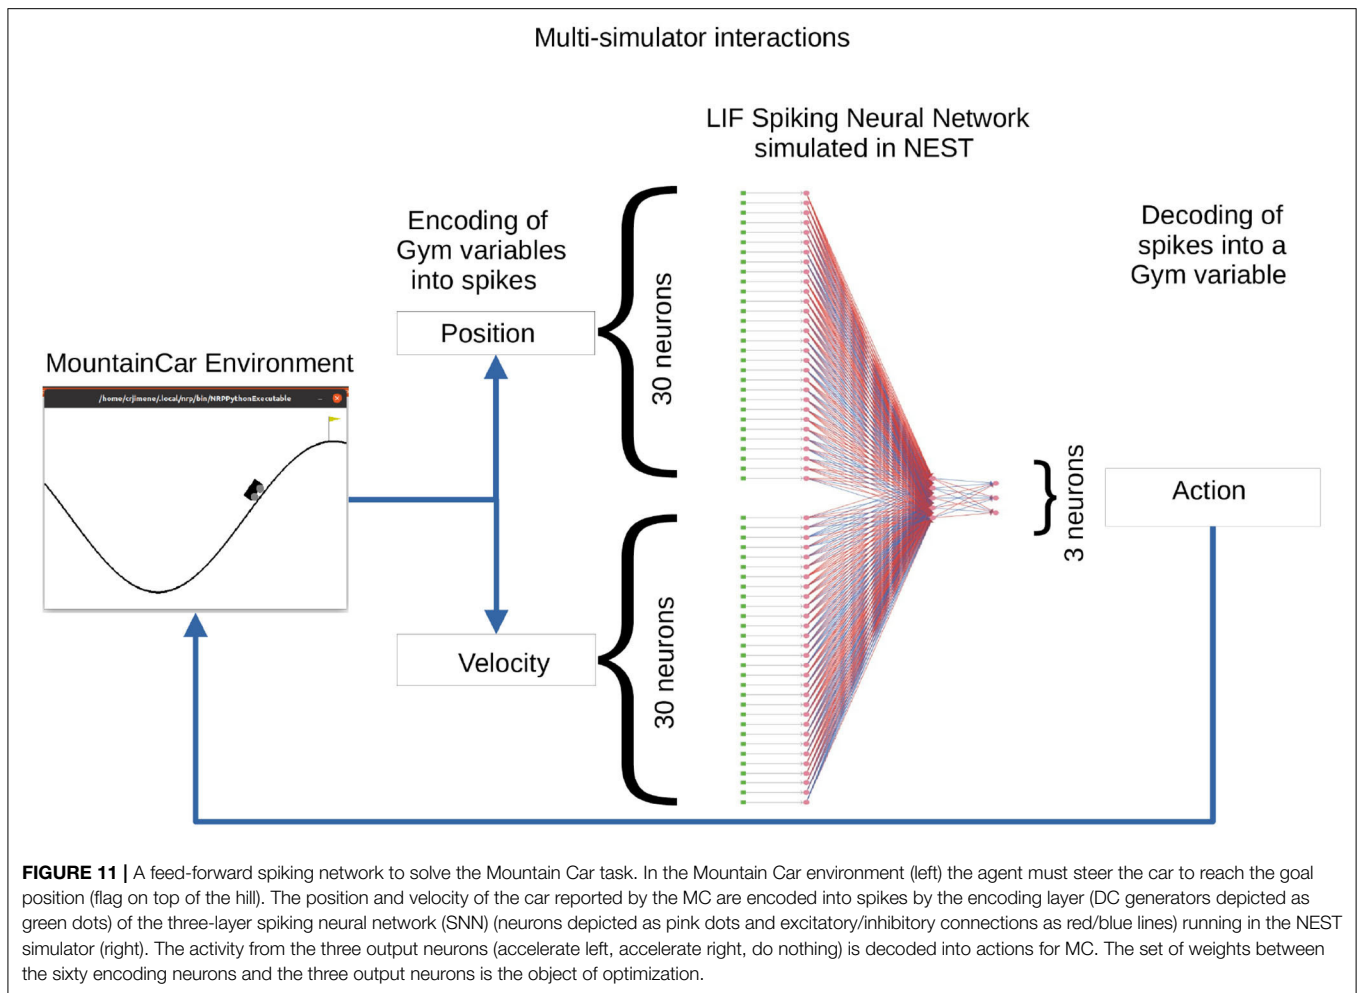 Multi-simulator interactions
LIF Spiking Neural Network
simulated in NEST
Encoding of
Gym variables
into spikes
Decoding of
spikes into a
Gym variable
30 neurons
Position
MountainCar Environment
/home/crjimene/.local/nrp/bin/NRPPythonExecutable
3 neurons
Action
30 neurons
Velocity
FIGURE 11 | A feed-forward spiking network to solve the Mountain Car task. In the Mountain Car environment (left) the agent must steer the car to reach the goal
position (flag on top of the hill). The position and velocity of the car reported by the MC are encoded into spikes by the encoding layer (DC generators depicted as
green dots) of the three-layer spiking neural network (SNN) (neurons depicted as pink dots and excitatory/inhibitory connections as red/blue lines) running in the NEST
simulator (right). The activity from the three output neurons (accelerate left, accelerate right, do nothing) is decoded into actions for MC. The set of weights between
the sixty encoding neurons and the three output neurons is the object of optimization.